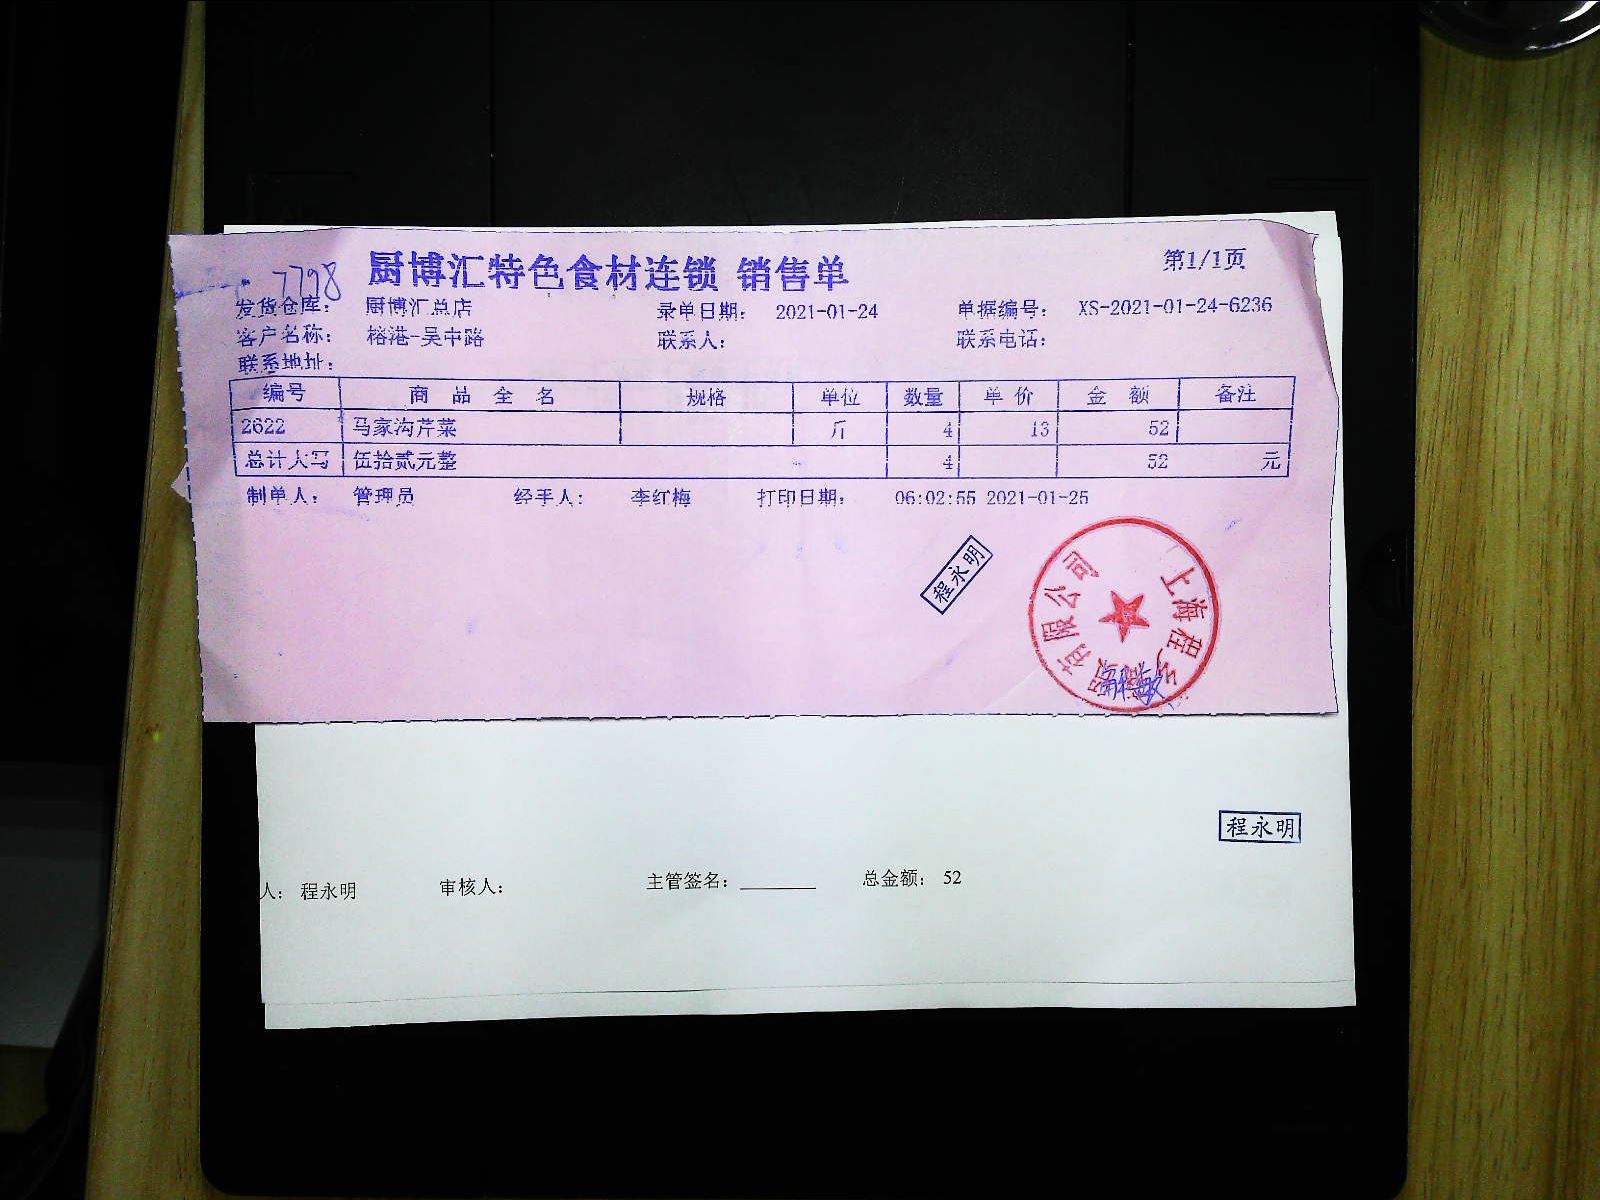 厨博汇特色食材连锁 销售单 第1/1页
7798
发货仓库： 厨博汇总店 录单日期： 2021-01-24 单据编号： XS-2021-01-24-6236
客户名称： 榕港-吴中路 联系人： 联系电话：
联系地址：
编号 商品全名 规格 单位 数量 单价 金额 备注
2622 马家沟芹菜 斤 4 13 52
总计大写 伍拾贰元整 4 52 元
制单人： 管理员 经手人： 李红梅 打印日期： 06:02:55 2021-01-25
程永明
上海程 有限公司
程永明
人： 程永明 审核人： 主管签名：________ 总金额： 52